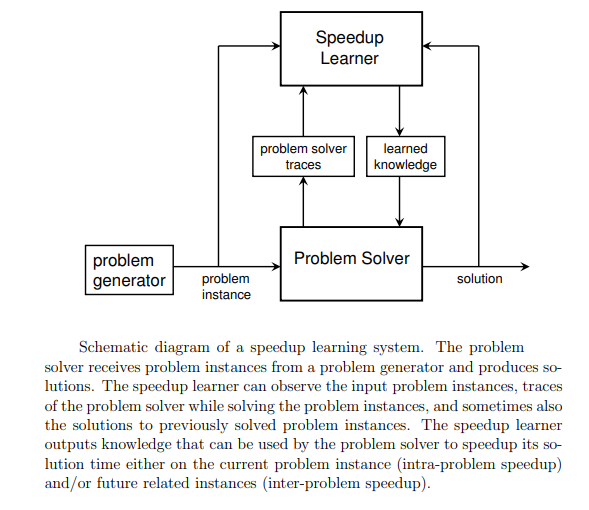 Speedup
Learner
problem solver
traces
learned
knowledge
problem
generator
problem
instance
Problem Solver
solution
Schematic diagram of a speedup learning system. The problem
solver receives problem instances from a problem generator and produces so-
lutions. The speedup learner can observe the input problem instances, traces
of the problem solver while solving the problem instances, and sometimes also
the solutions to previously solved problem instances. The speedup learner
outputs knowledge that can be used by the problem solver to speedup its so-
lution time either on the current problem instance (intra-problem speedup)
and/or future related instances (inter-problem speedup).